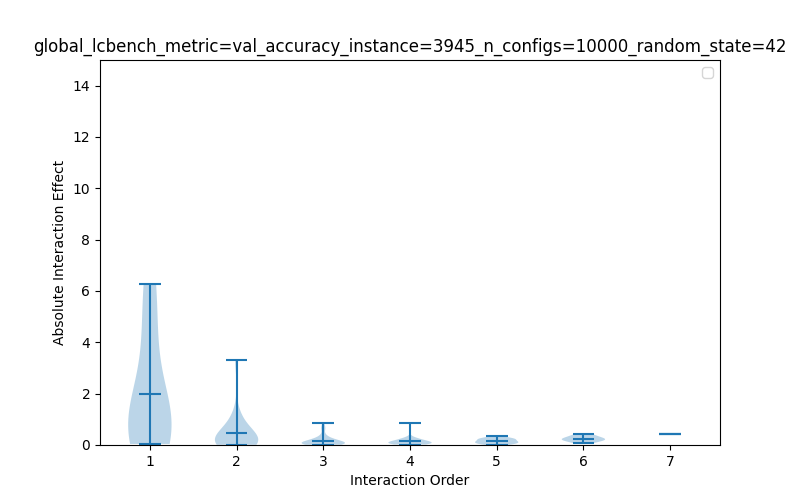 global_lcbench_metric=val_accuracy_instance=3945_n_configs=10000_random_state=42
14
12
10
8
6
4
2
0
Absolute Interaction Effect
1 2 3 4 5 6 7
Interaction Order